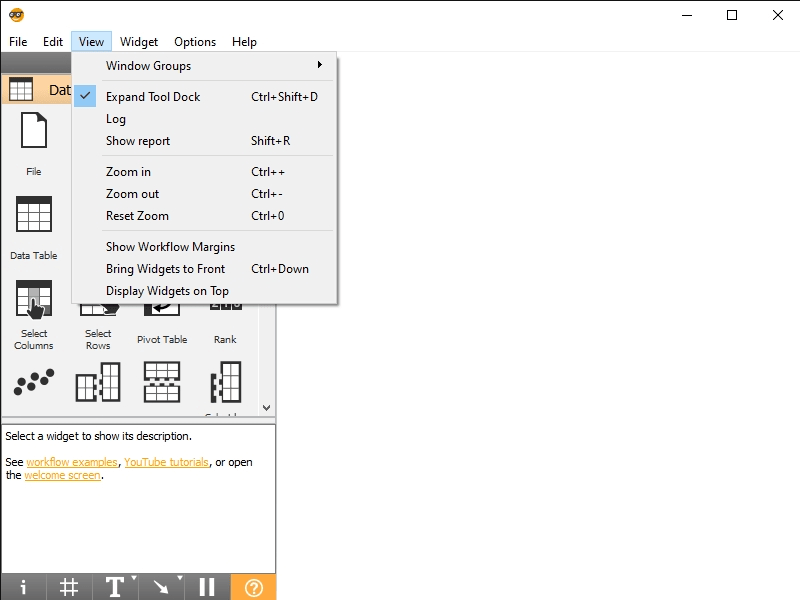 File Edit View Widget Options Help
Window Groups
Expand Tool Dock Ctrl+Shift+D
Log
Show report Shift+R
Zoom in Ctrl++
Zoom out Ctrl+-
Reset Zoom Ctrl+0
Show Workflow Margins
Bring Widgets to Front Ctrl+Down
Display Widgets on Top
Dat
File
Data Table
Select Columns
Select Rows
Pivot Table
Rank
Select a widget to show its description.
See workflow examples, YouTube tutorials, or open
the welcome screen.
i # T ?